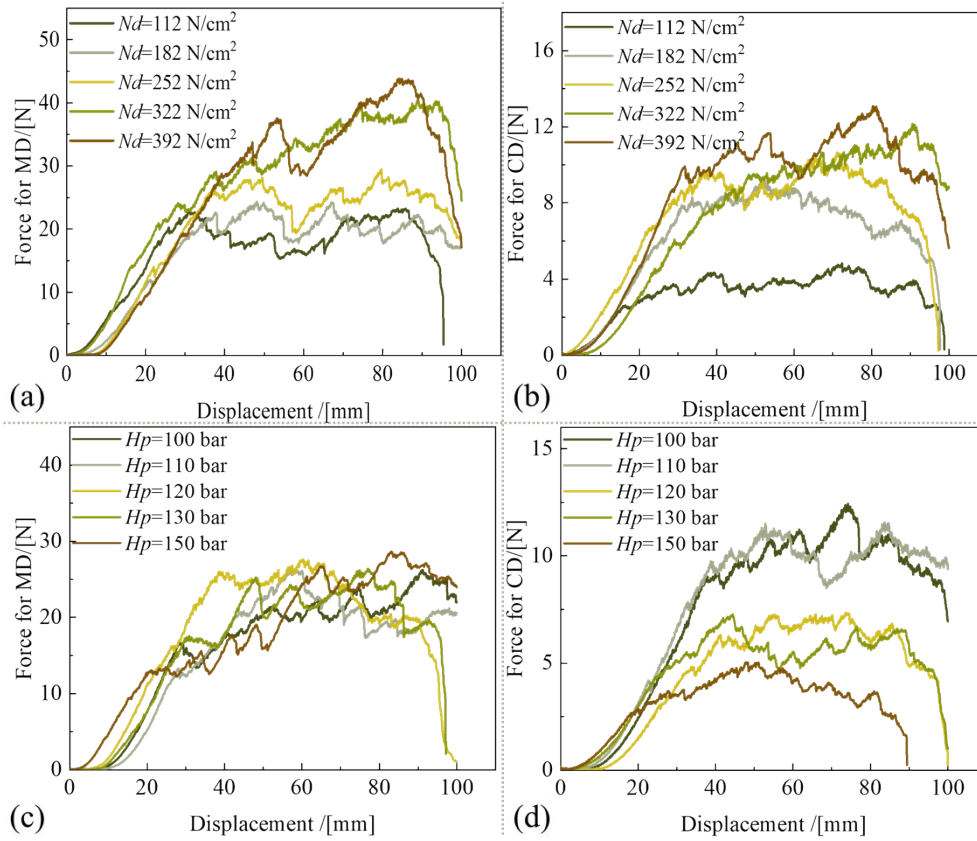 Nd=112 N/cm²
Nd=182 N/cm²
Nd=252 N/cm²
Nd=322 N/cm²
Nd=392 N/cm²
50
40
30
20
10
0
Force for MD/[N]
0 20 40 60 80 100
Displacement /[mm]
(a)
Nd=112 N/cm²
Nd=182 N/cm²
Nd=252 N/cm²
Nd=322 N/cm²
Nd=392 N/cm²
16
12
8
4
0
Force for CD/[N]
0 20 40 60 80 100
Displacement /[mm]
(b)
Hp=100 bar
Hp=110 bar
Hp=120 bar
Hp=130 bar
Hp=150 bar
40
30
20
10
0
Force for MD/[N]
0 20 40 60 80 100
Displacement /[mm]
(c)
Hp=100 bar
Hp=110 bar
Hp=120 bar
Hp=130 bar
Hp=150 bar
15
10
5
0
Force for CD/[N]
0 20 40 60 80 100
Displacement /[mm]
(d)